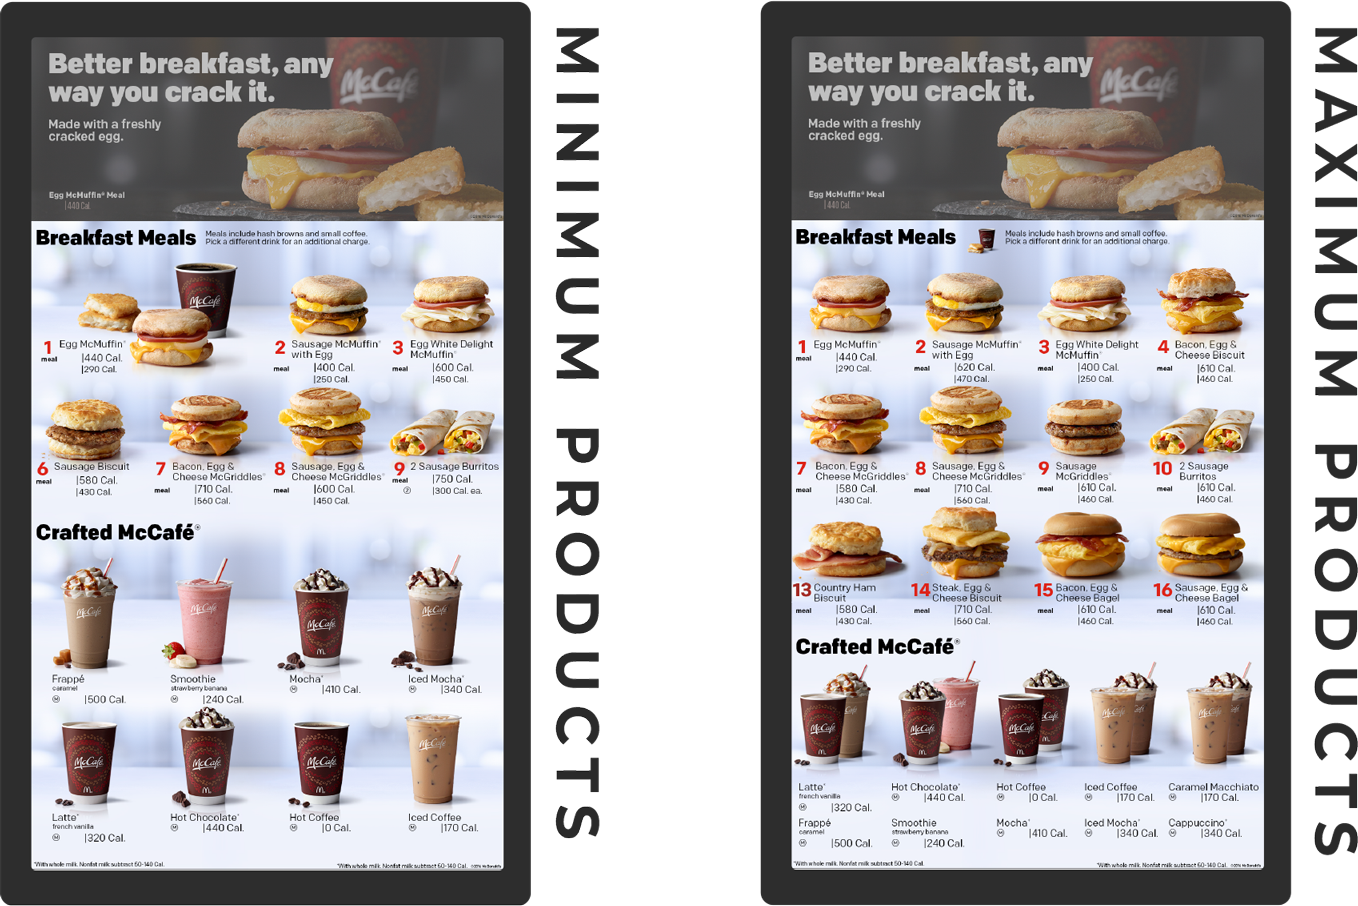 Better breakfast, any
way you crack it.
Made with a freshly
cracked egg.
Egg McMuffin® Meal
|440 Cal.
McCafé
Breakfast Meals
Meals include hash browns and small coffee.
Pick a different drink for an additional charge.
McCafé
1 Egg McMuffin®
meal |440 Cal.
|290 Cal.
2 Sausage McMuffin®
with Egg
meal |400 Cal.
|250 Cal.
3 Egg White Delight
McMuffin®
meal |600 Cal.
|450 Cal.
6 Sausage Biscuit
meal |580 Cal.
|430 Cal.
7 Bacon, Egg &
Cheese McGriddles®
meal |710 Cal.
|560 Cal.
8 Sausage, Egg &
Cheese McGriddles®
meal |600 Cal.
|450 Cal.
9 2 Sausage Burritos
meal |750 Cal.
|300 Cal. ea.
Crafted McCafé®
McCafé
McCafé
McCafé
McCafé
Frappé
caramel
Ⓜ |500 Cal.
Smoothie
strawberry banana
Ⓜ |240 Cal.
Mocha*
Ⓜ |410 Cal.
Iced Mocha*
Ⓜ |340 Cal.
McCafé
McCafé
McCafé
McCafé
Latte*
french vanilla
Ⓜ |320 Cal.
Hot Chocolate*
Ⓜ |440 Cal.
Hot Coffee
Ⓜ |0 Cal.
Iced Coffee
Ⓜ |170 Cal.
*With whole milk. Nonfat milk subtract 50-140 Cal.
*With whole milk. Nonfat milk subtract 50-140 Cal. ©2016 McDonald's
MINIMUM PRODUCTS
Better breakfast, any
way you crack it.
Made with a freshly
cracked egg.
Egg McMuffin® Meal
|440 Cal.
McCafé
Breakfast Meals
Meals include hash browns and small coffee.
Pick a different drink for an additional charge.
1 Egg McMuffin®
meal |440 Cal.
|290 Cal.
2 Sausage McMuffin®
with Egg
meal |620 Cal.
|470 Cal.
3 Egg White Delight
McMuffin®
meal |400 Cal.
|250 Cal.
4 Bacon, Egg &
Cheese Biscuit
meal |610 Cal.
|460 Cal.
7 Bacon, Egg &
Cheese McGriddles®
meal |580 Cal.
|430 Cal.
8 Sausage, Egg &
Cheese McGriddles®
meal |710 Cal.
|560 Cal.
9 Sausage
McGriddles®
meal |610 Cal.
|460 Cal.
10 2 Sausage
Burritos
meal |610 Cal.
|460 Cal.
13 Country Ham
Biscuit
meal |580 Cal.
|430 Cal.
14 Steak, Egg &
Cheese Biscuit
meal |710 Cal.
|560 Cal.
15 Bacon, Egg &
Cheese Bagel
meal |610 Cal.
|460 Cal.
16 Sausage, Egg &
Cheese Bagel
meal |610 Cal.
|460 Cal.
Crafted McCafé®
Latte*
french vanilla
Ⓜ |320 Cal.
Hot Chocolate*
Ⓜ |440 Cal.
Hot Coffee
Ⓜ |0 Cal.
Iced Coffee
Ⓜ |170 Cal.
Caramel Macchiato
Ⓜ |170 Cal.
Frappé
caramel
Ⓜ |500 Cal.
Smoothie
strawberry banana
Ⓜ |240 Cal.
Mocha*
Ⓜ |410 Cal.
Iced Mocha*
Ⓜ |340 Cal.
Cappuccino*
Ⓜ |340 Cal.
*With whole milk. Nonfat milk subtract 50-140 Cal.
*With whole milk. Nonfat milk subtract 50-140 Cal. ©2016 McDonald's
MAXIMUM PRODUCTS